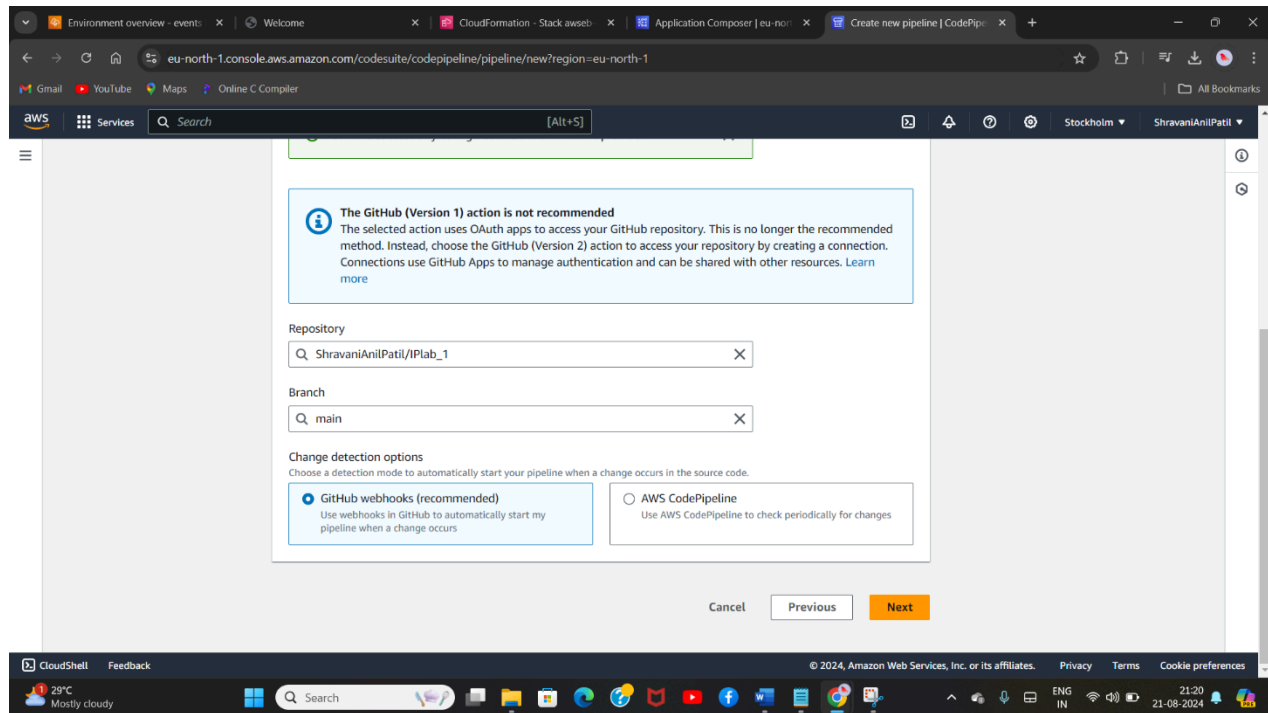 Environment overview - events
Welcome
CloudFormation - Stack awseb-
Application Composer | eu-nort
Create new pipeline | CodePipe
eu-north-1.console.aws.amazon.com/codesuite/codepipeline/pipeline/new?region=eu-north-1
Gmail
YouTube
Maps
Online C Compiler
All Bookmarks
aws
Services
Search
[Alt+S]
Stockholm
ShravaniAnilPatil
The GitHub (Version 1) action is not recommended
The selected action uses OAuth apps to access your GitHub repository. This is no longer the recommended
method. Instead, choose the GitHub (Version 2) action to access your repository by creating a connection.
Connections use GitHub Apps to manage authentication and can be shared with other resources. Learn
more
Repository
ShravaniAnilPatil/IPlab_1
Branch
main
Change detection options
Choose a detection mode to automatically start your pipeline when a change occurs in the source code.
GitHub webhooks (recommended)
Use webhooks in GitHub to automatically start my
pipeline when a change occurs
AWS CodePipeline
Use AWS CodePipeline to check periodically for changes
Cancel
Previous
Next
CloudShell
Feedback
© 2024, Amazon Web Services, Inc. or its affiliates.
Privacy
Terms
Cookie preferences
1
29°C
Mostly cloudy
Search
ENG
IN
21:20
21-08-2024